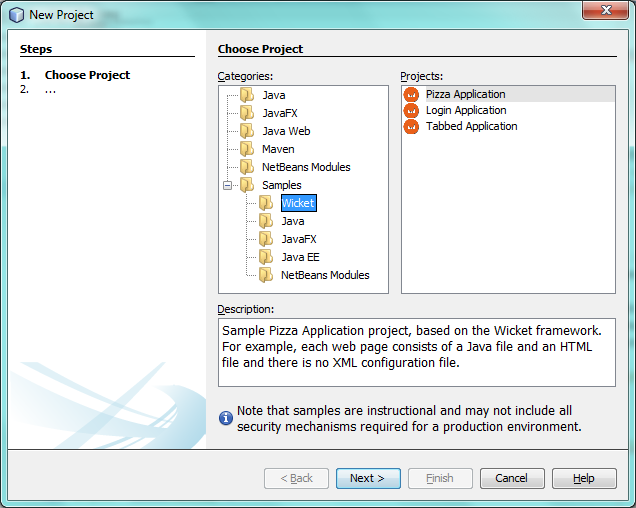 New Project
Steps
1. Choose Project
2. ...
Choose Project
Categories:
Java
JavaFX
Java Web
Maven
NetBeans Modules
Samples
Wicket
Java
JavaFX
Java EE
NetBeans Modules
Projects:
Pizza Application
Login Application
Tabbed Application
Description:
Sample Pizza Application project, based on the Wicket framework.
For example, each web page consists of a Java file and an HTML
file and there is no XML configuration file.
Note that samples are instructional and may not include all
security mechanisms required for a production environment.
< Back
Next >
Finish
Cancel
Help